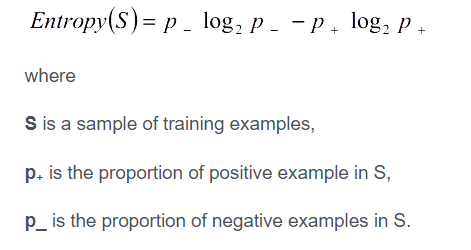 Entropy(S) = p₋ log₂ p₋ − p₊ log₂ p₊
where
S is a sample of training examples,
p₊ is the proportion of positive example in S,
p_ is the proportion of negative examples in S.